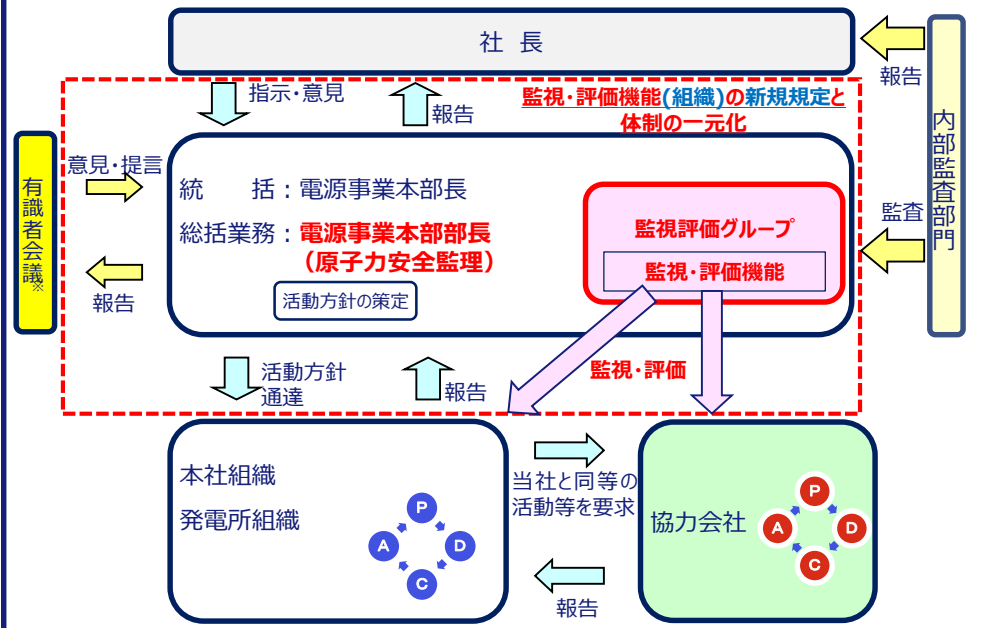 社 長
報告
指示・意見
報告
監視・評価機能(組織)の新規規定と
体制の一元化
内部監査部門
監査
有識者会議※
意見・提言
報告
統　　括：電源事業本部長
総括業務：電源事業本部部長
（原子力安全監理）
活動方針の策定
監視評価グループ
監視・評価機能
監視・評価
活動方針
通達
報告
本社組織
発電所組織
P
A
D
C
当社と同等の
活動等を要求
報告
協力会社
P
A
D
C